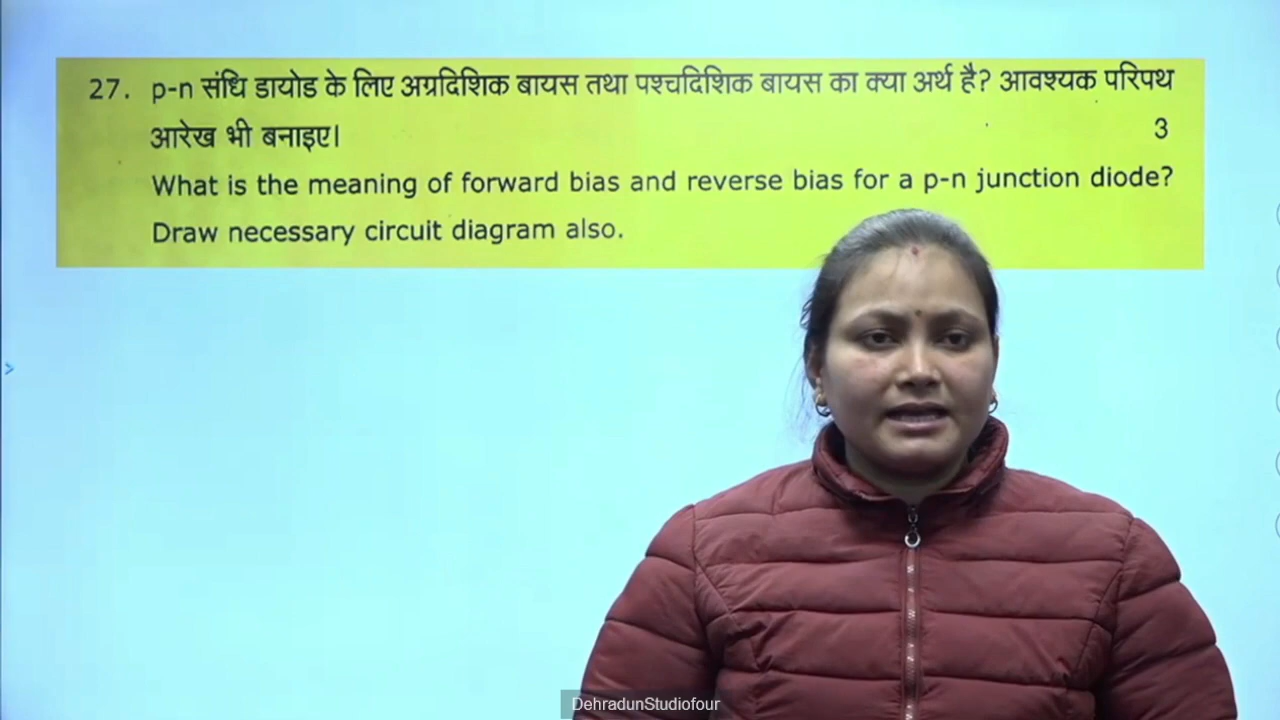 27. p-n संधि डायोड के लिए अग्रदिशिक बायस तथा पश्चदिशिक बायस का क्या अर्थ है? आवश्यक परिपथ
आरेख भी बनाइए। 3
What is the meaning of forward bias and reverse bias for a p-n junction diode?
Draw necessary circuit diagram also.
DehradunStudiofour